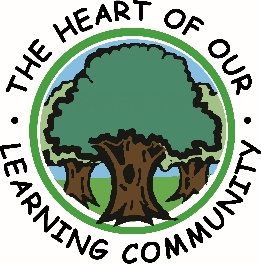 • THE HEART OF OUR •
LEARNING COMMUNITY